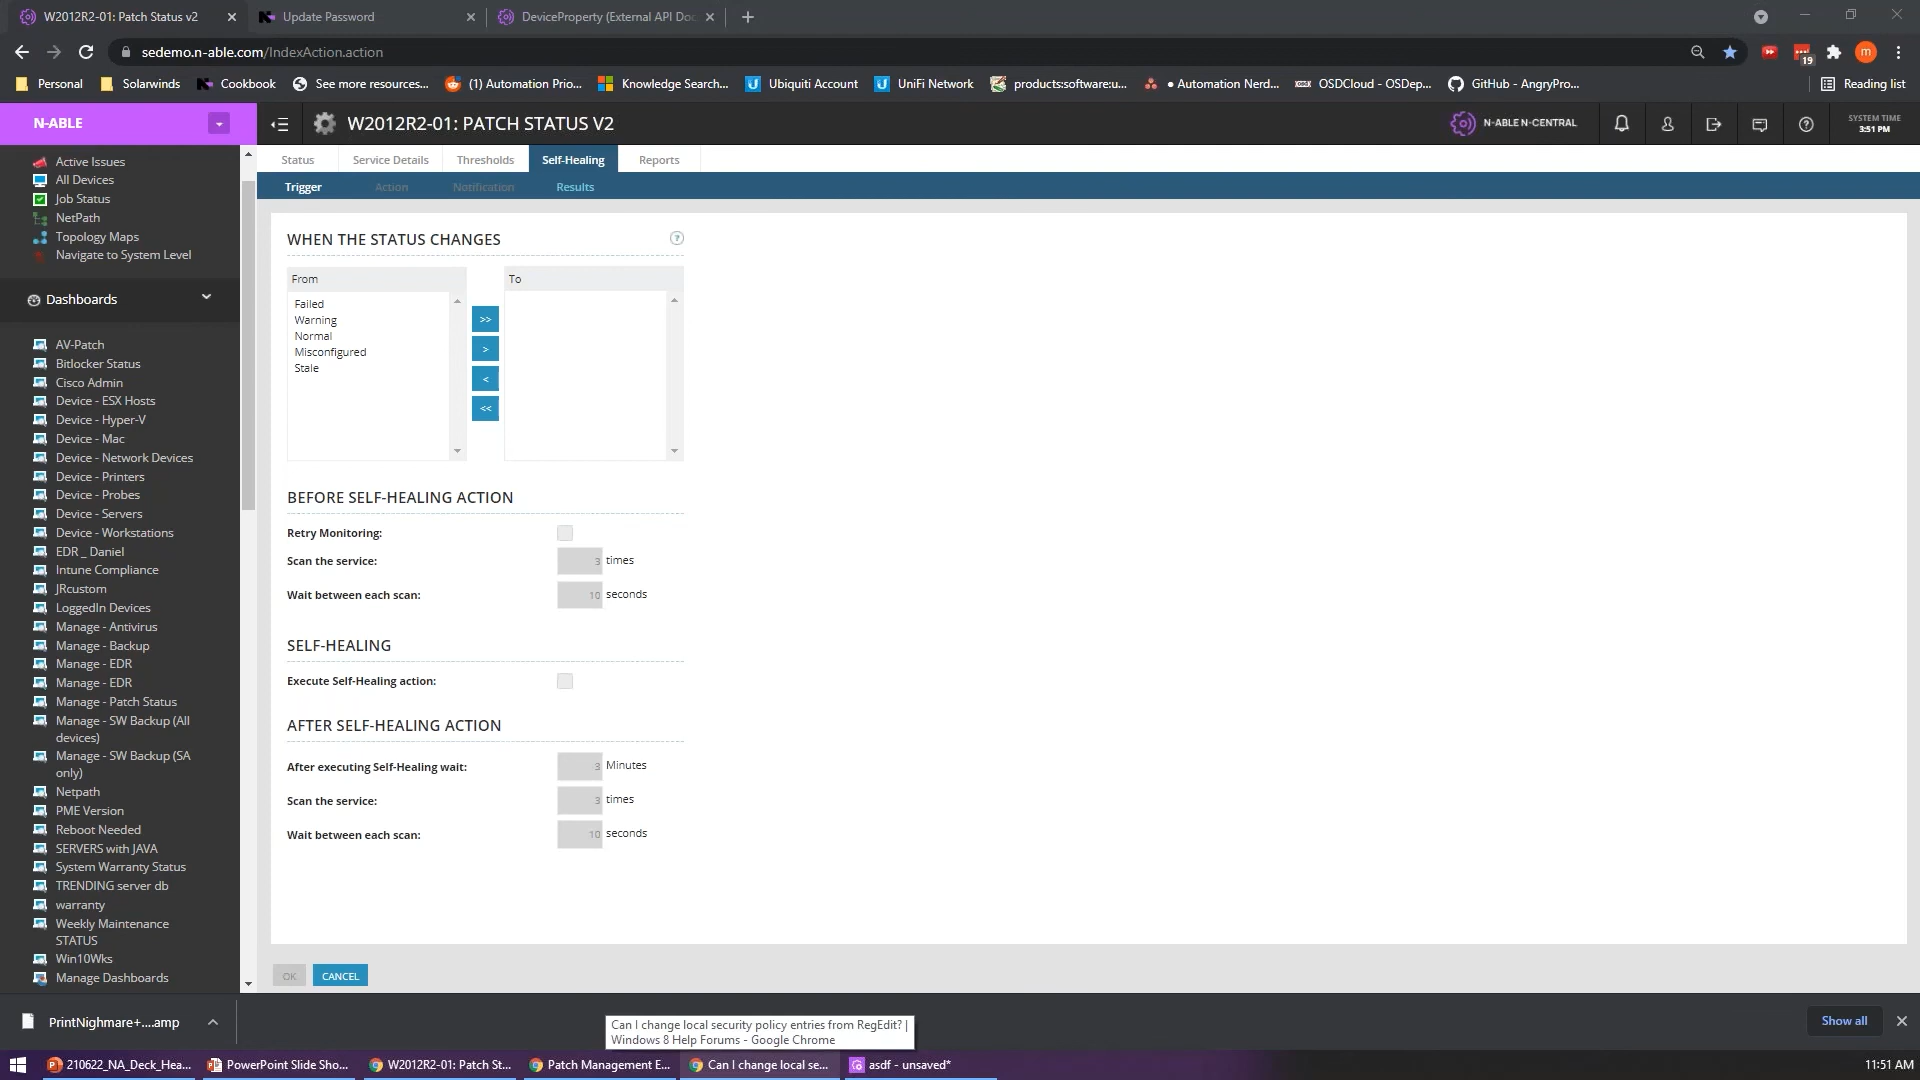 W2012R2-01: Patch Status v2
Update Password
DeviceProperty (External API Doc
sedemo.n-able.com/IndexAction.action
19
m
Personal
Solarwinds
Cookbook
See more resources...
(1) Automation Prio...
Knowledge Search...
Ubiquiti Account
UniFi Network
products:software:u...
● Automation Nerd...
OSDCloud - OSDep...
GitHub - AngryPro...
Reading list
N-ABLE
W2012R2-01: PATCH STATUS V2
N-ABLE N-CENTRAL
SYSTEM TIME
3:51 PM
Status
Service Details
Thresholds
Self-Healing
Reports
Trigger
Action
Notification
Results
Active Issues
All Devices
Job Status
NetPath
Topology Maps
Navigate to System Level
Dashboards
AV-Patch
Bitlocker Status
Cisco Admin
Device - ESX Hosts
Device - Hyper-V
Device - Mac
Device - Network Devices
Device - Printers
Device - Probes
Device - Servers
Device - Workstations
EDR _ Daniel
Intune Compliance
JRcustom
LoggedIn Devices
Manage - Antivirus
Manage - Backup
Manage - EDR
Manage - EDR
Manage - Patch Status
Manage - SW Backup (All
devices)
Manage - SW Backup (SA
only)
Netpath
PME Version
Reboot Needed
SERVERS with JAVA
System Warranty Status
TRENDING server db
warranty
Weekly Maintenance
STATUS
Win10Wks
Manage Dashboards
WHEN THE STATUS CHANGES
?
From
To
Failed
Warning
Normal
Misconfigured
Stale
>>
>
<
<<
BEFORE SELF-HEALING ACTION
Retry Monitoring:
Scan the service: 3 times
Wait between each scan: 10 seconds
SELF-HEALING
Execute Self-Healing action:
AFTER SELF-HEALING ACTION
After executing Self-Healing wait: 3 Minutes
Scan the service: 3 times
Wait between each scan: 10 seconds
OK
CANCEL
PrintNighmare+....amp
Show all
Can I change local security policy entries from RegEdit? |
Windows 8 Help Forums - Google Chrome
210622_NA_Deck_Hea...
PowerPoint Slide Sho...
W2012R2-01: Patch St...
Patch Management E...
Can I change local se...
asdf - unsaved*
11:51 AM